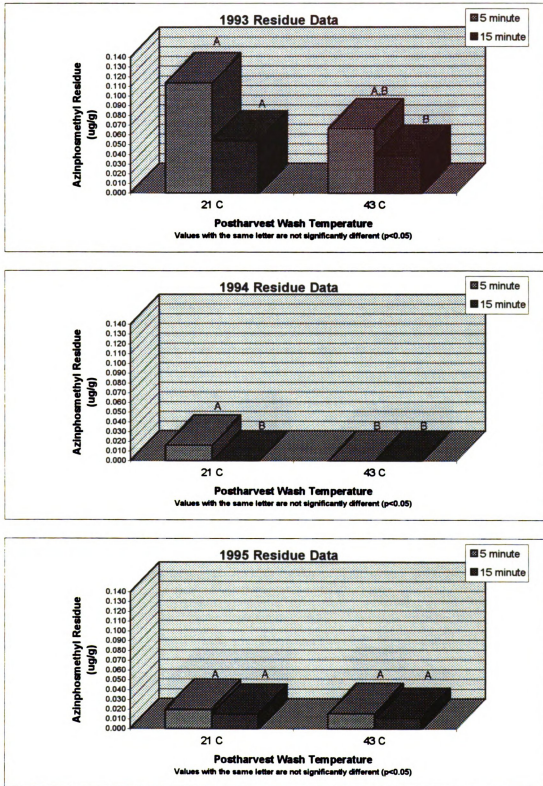 1993 Residue Data
5 minute
15 minute
Azinphosmethyl Residue
(ug/g)
0.140
0.130
0.120
0.110
0.100
0.090
0.080
0.070
0.060
0.050
0.040
0.030
0.020
0.010
0.000
A
A
A,B
B
21 C
43 C
Postharvest Wash Temperature
Values with the same letter are not significantly different (p<0.05)
1994 Residue Data
5 minute
15 minute
Azinphosmethyl Residue
(ug/g)
0.140
0.130
0.120
0.110
0.100
0.090
0.080
0.070
0.060
0.050
0.040
0.030
0.020
0.010
0.000
A
B
B
B
21 C
43 C
Postharvest Wash Temperature
Values with the same letter are not significantly different (p<0.05)
1995 Residue Data
5 minute
15 minute
Azinphosmethyl Residue
(ug/g)
0.140
0.130
0.120
0.110
0.100
0.090
0.080
0.070
0.060
0.050
0.040
0.030
0.020
0.010
0.000
A
A
A
A
21 C
43 C
Postharvest Wash Temperature
Values with the same letter are not significantly different (p<0.05)